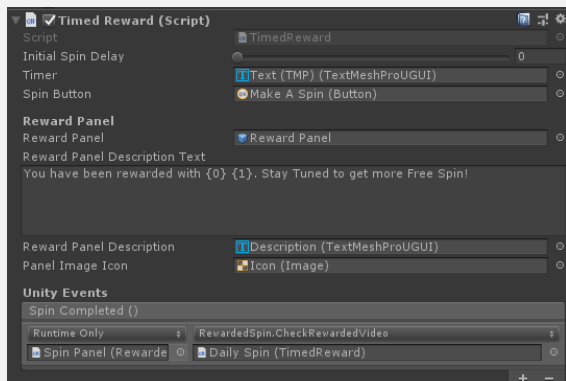 Timed Reward (Script)
Script TimedReward
Initial Spin Delay 0
Timer Text (TMP) (TextMeshProUGUI)
Spin Button Make A Spin (Button)
Reward Panel
Reward Panel Reward Panel
Reward Panel Description Text
You have been rewarded with {0} {1}. Stay Tuned to get more Free Spin!
Reward Panel Description Description (TextMeshProUGUI)
Panel Image Icon Icon (Image)
Unity Events
Spin Completed ()
Runtime Only RewardedSpin.CheckRewardedVideo
Spin Panel (Rewarde Daily Spin (TimedReward)